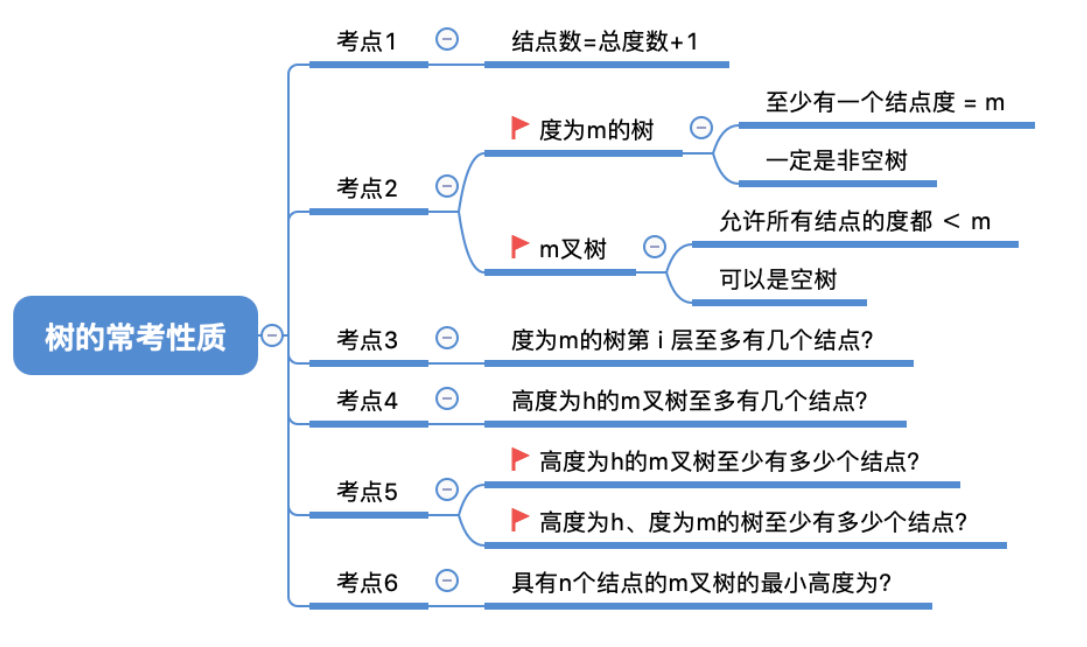 考点1
结点数=总度数+1
考点2
度为m的树
至少有一个结点度 = m
一定是非空树
m叉树
允许所有结点的度都 < m
可以是空树
树的常考性质
考点3
度为m的树第 i 层至多有几个结点?
考点4
高度为h的m叉树至多有几个结点?
考点5
高度为h的m叉树至少有多少个结点?
高度为h、度为m的树至少有多少个结点?
考点6
具有n个结点的m叉树的最小高度为?